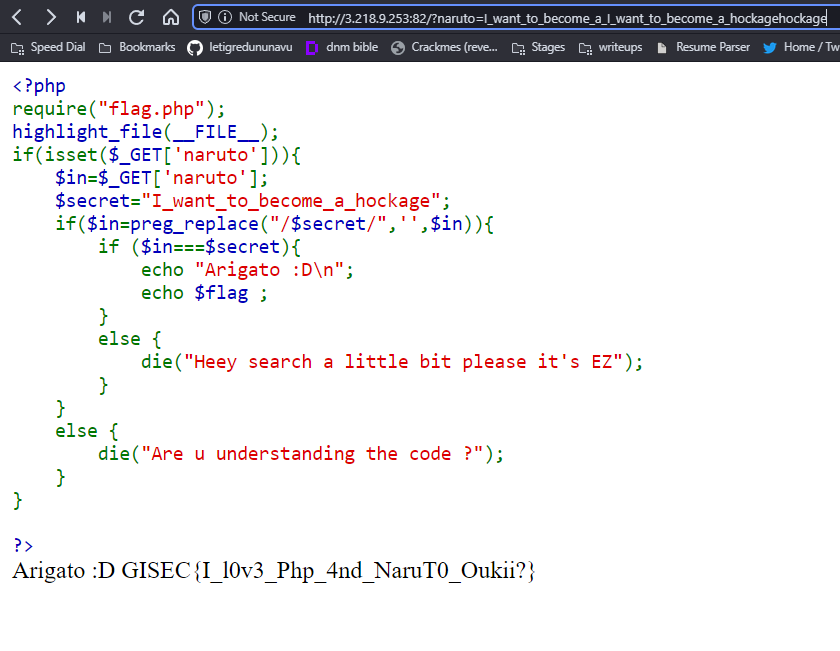 Not Secure http://3.218.9.253:82/?naruto=I_want_to_become_a_I_want_to_become_a_hockagehockage
Speed Dial Bookmarks letigredununavu dnm bible Crackmes (reve... Stages writeups Resume Parser Home / Tw
<?php
require("flag.php");
highlight_file(__FILE__);
if(isset($_GET['naruto'])){
    $in=$_GET['naruto'];
    $secret="I_want_to_become_a_hockage";
    if($in=preg_replace("/$secret/",'',$in)){
        if ($in===$secret){
            echo "Arigato :D\n";
            echo $flag ;
        }
        else {
            die("Heey search a little bit please it's EZ");
        }
    }
    else {
        die("Are u understanding the code ?");
    }
}
?>
Arigato :D GISEC{I_l0v3_Php_4nd_NaruT0_Oukii?}